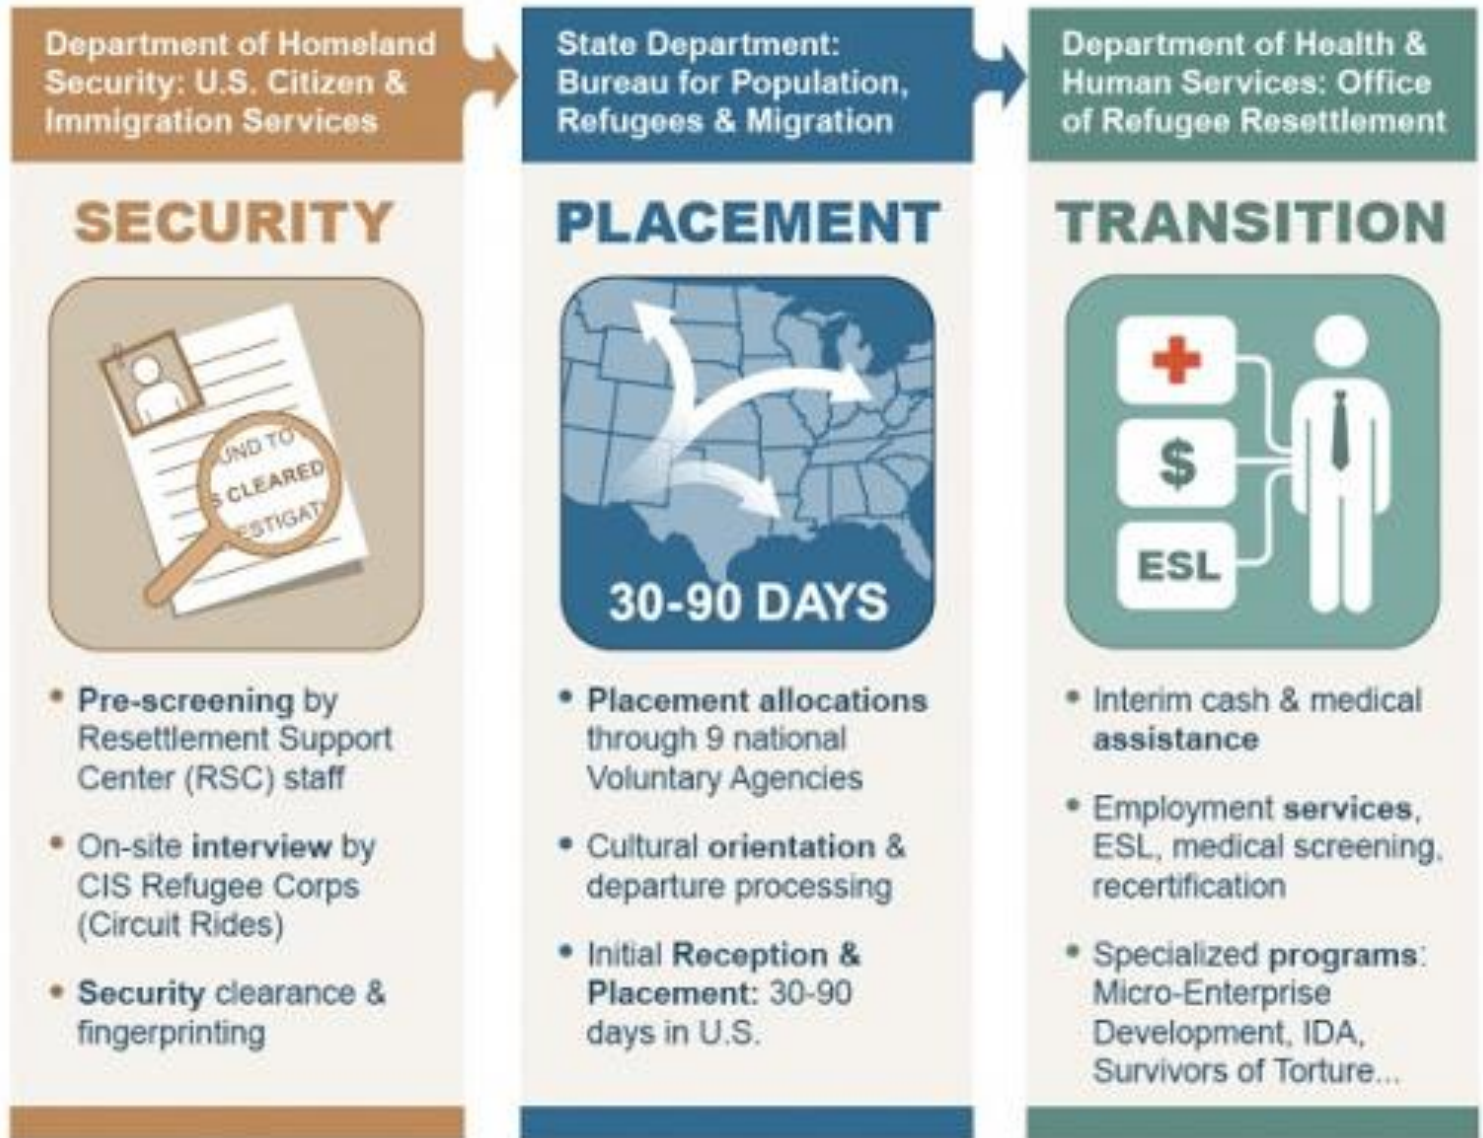 Department of Homeland
Security: U.S. Citizen &
Immigration Services
SECURITY
UND TO
S CLEARED
ESTIGAT
• Pre-screening by
Resettlement Support
Center (RSC) staff
• On-site interview by
CIS Refugee Corps
(Circuit Rides)
• Security clearance &
fingerprinting
State Department:
Bureau for Population,
Refugees & Migration
PLACEMENT
30-90 DAYS
• Placement allocations
through 9 national
Voluntary Agencies
• Cultural orientation &
departure processing
• Initial Reception &
Placement: 30-90
days in U.S.
Department of Health &
Human Services: Office
of Refugee Resettlement
TRANSITION
$
ESL
• Interim cash & medical
assistance
• Employment services,
ESL, medical screening,
recertification
• Specialized programs:
Micro-Enterprise
Development, IDA,
Survivors of Torture...